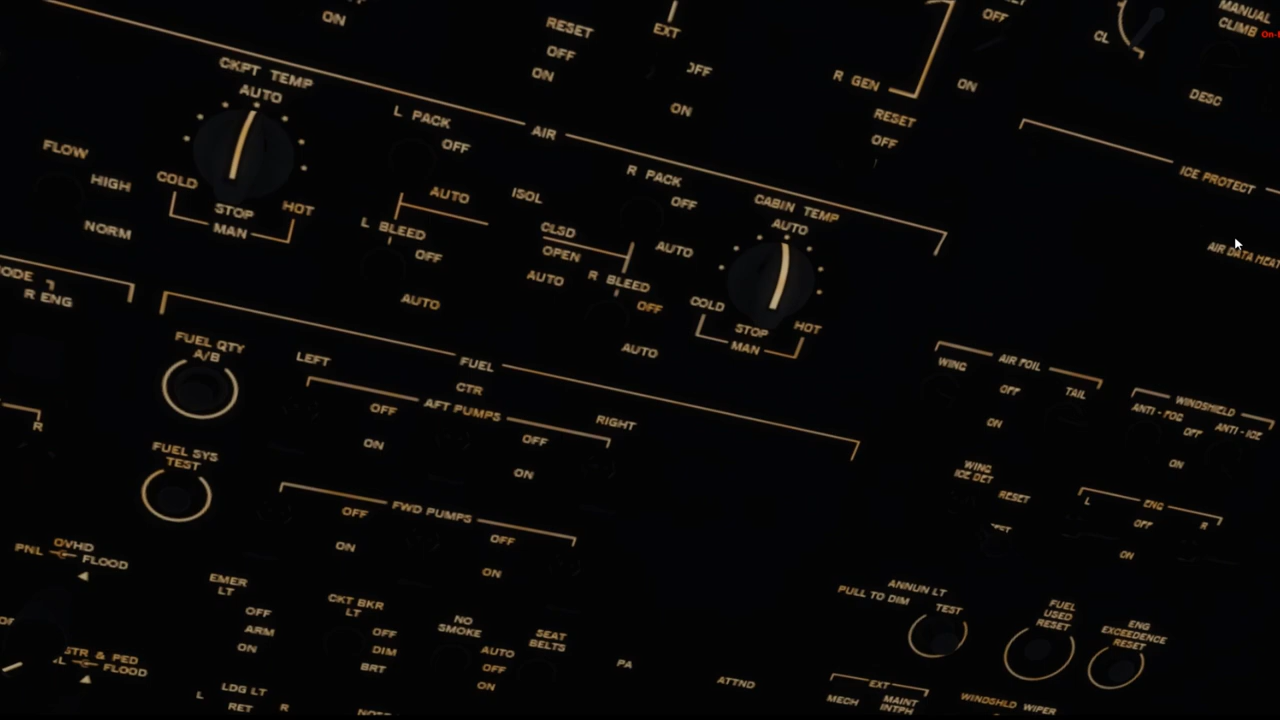 ON
RESET
OFF
ON
EXT
OFF
ON
R GEN
RESET
OFF
OFF
ON
CL
MANUAL
CLIMB
DESC
CKPT TEMP
AUTO
COLD
STOP
HOT
MAN
FLOW
HIGH
NORM
AIR
L PACK
OFF
AUTO
L BLEED
OFF
AUTO
ISOL
CLSD
OPEN
AUTO
R PACK
OFF
AUTO
R BLEED
OFF
AUTO
CABIN TEMP
AUTO
COLD
STOP
HOT
MAN
ICE PROTECT
AIR DATA HEAT
R ENG
R
FUEL QTY
A/B
FUEL SYS
TEST
FUEL
LEFT
CTR
RIGHT
AFT PUMPS
OFF
ON
OFF
ON
FWD PUMPS
OFF
ON
OFF
ON
AIR FOIL
WING
OFF
TAIL
ON
WINDSHIELD
ANTI - FOG
OFF
ANTI - ICE
ON
WING
ICE DET
RESET
ENG
L
OFF
R
ON
OVHD
PNL
FLOOD
FLOOD
EMER
LT
OFF
ARM
ON
CKT BKR
LT
OFF
DIM
BRT
NO
SMOKE
AUTO
OFF
ON
SEAT
BELTS
PA
ATTND
ANNUN LT
PULL TO DIM
TEST
FUEL
USED
RESET
ENG
EXCEEDENCE
RESET
L
LDG LT
RET
R
EXT
MECH
MAINT
INTPH
WINDSHLD WIPER